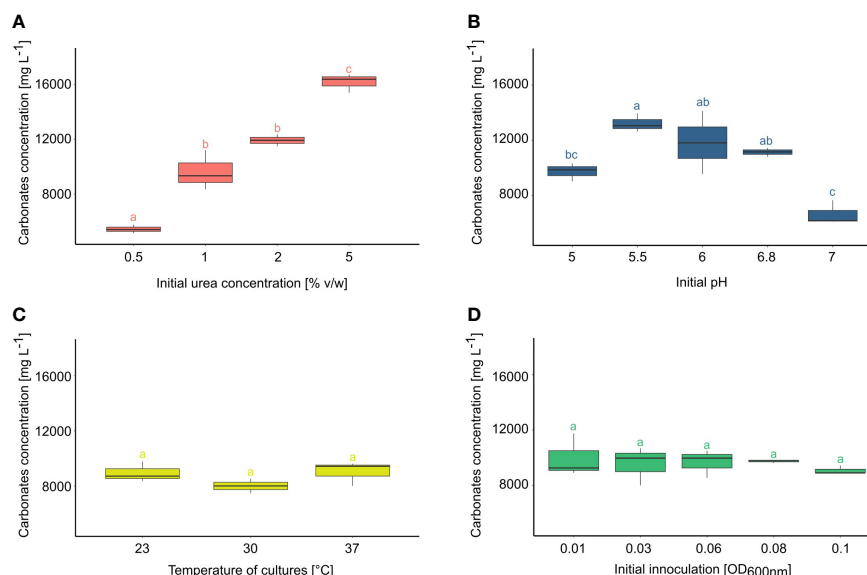 A
Carbonates concentration [mg L-1]
16000
12000
8000
a
b
b
c
0.5
1
2
5
Initial urea concentration [% v/w]
B
Carbonates concentration [mg L-1]
16000
12000
8000
bc
a
ab
ab
c
5
5.5
6
6.8
7
Initial pH
C
Carbonates concentration [mg L-1]
16000
12000
8000
a
a
a
23
30
37
Temperature of cultures [°C]
D
Carbonates concentration [mg L-1]
16000
12000
8000
a
a
a
a
a
0.01
0.03
0.06
0.08
0.1
Initial innoculation [OD600nm]